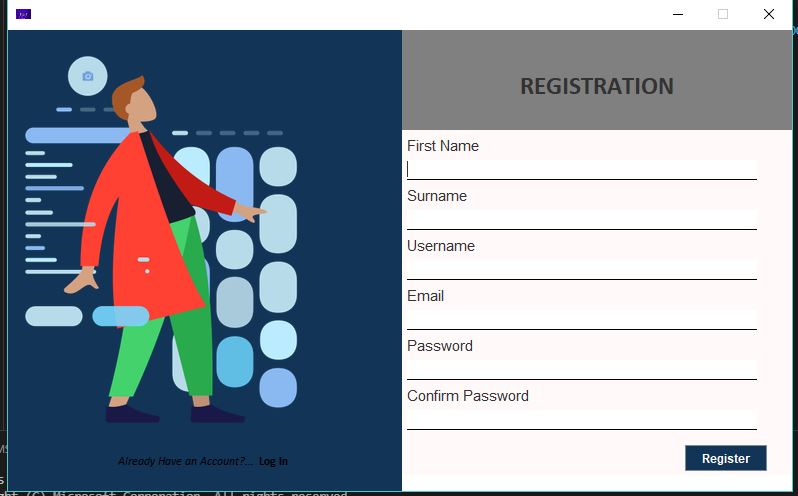 REGISTRATION
First Name
Surname
Username
Email
Password
Confirm Password
Register
Already Have an Account?... Log in
Microsoft Corporation. All rights reserved